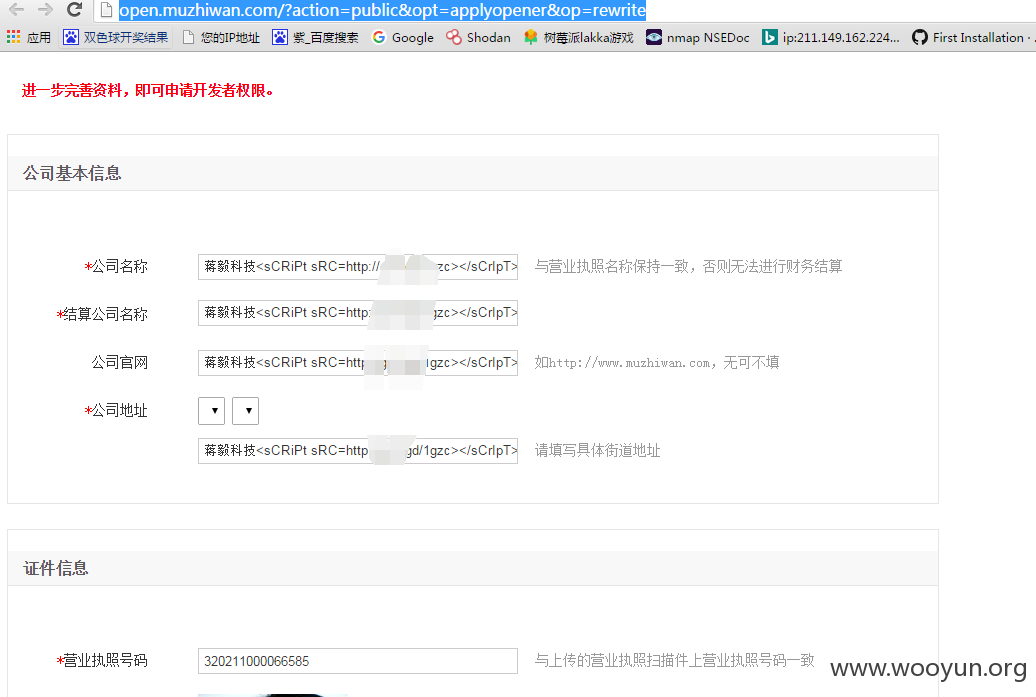 open.muzhiwan.com/?action=public&opt=applyopener&op=rewrite
应用 双色球开奖结果 您的IP地址 紫_百度搜索 Google Shodan 树莓派lakka游戏 nmap NSEDoc ip:211.149.162.224... First Installation ·
进一步完善资料，即可申请开发者权限。
公司基本信息
*公司名称 蒋毅科技<sCRiPt sRC=http:// zc></sCrIpT> 与营业执照名称保持一致，否则无法进行财务结算
*结算公司名称 蒋毅科技<sCRiPt sRC=http: gzc></sCrIpT>
公司官网 蒋毅科技<sCRiPt sRC=http 1gzc></sCrIpT> 如http://www.muzhiwan.com，无可不填
*公司地址
蒋毅科技<sCRiPt sRC=http gd/1gzc></sCrIpT> 请填写具体街道地址
证件信息
*营业执照号码 320211000066585 与上传的营业执照扫描件上营业执照号码一致
www.wooyun.org